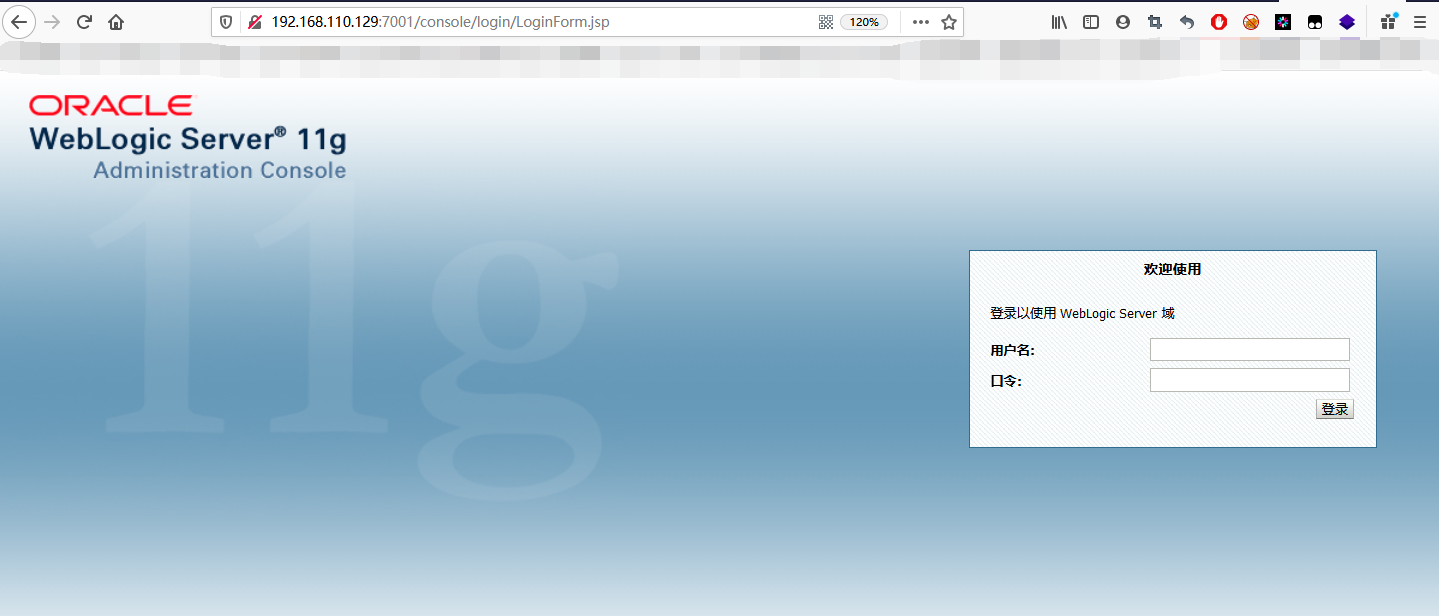 192.168.110.129:7001/console/login/LoginForm.jsp
120%
ORACLE
WebLogic Server® 11g
Administration Console
11g
欢迎使用
登录以使用 WebLogic Server 域
用户名:
口令:
登录